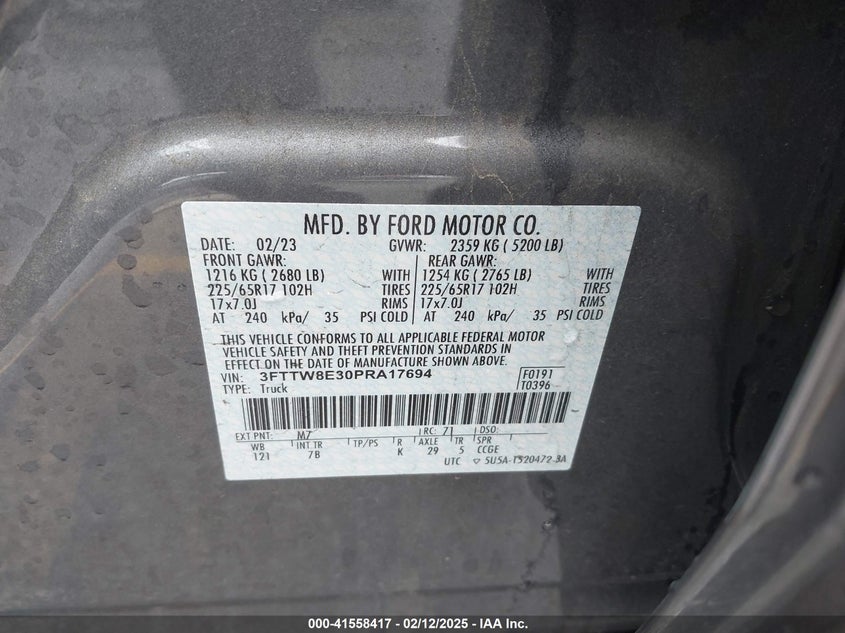 MFD. BY FORD MOTOR CO.
DATE: 02/23 GVWR: 2359 KG ( 5200 LB)
FRONT GAWR: REAR GAWR:
1216 KG ( 2680 LB) WITH 1254 KG ( 2765 LB) WITH
225/65R17 102H TIRES 225/65R17 102H TIRES
17x7.0J RIMS 17x7.0J RIMS
AT 240 kPa/ 35 PSI COLD AT 240 kPa/ 35 PSI COLD
THIS VEHICLE CONFORMS TO ALL APPLICABLE FEDERAL MOTOR
VEHICLE SAFETY AND THEFT PREVENTION STANDARDS IN
EFFECT ON THE DATE OF MANUFACTURE SHOWN ABOVE.
VIN: 3FTTW8E30PRA17694 F0191
TYPE: Truck T0396
EXT PNT: M7 RC: 71 DSO:
WB INT TR TP/PS R AXLE TR SPR
121 7B K 29 5 CCGE
UTC ▽ 5U5A-1520472-BA
000-41558417 - 02/12/2025 - IAA Inc.